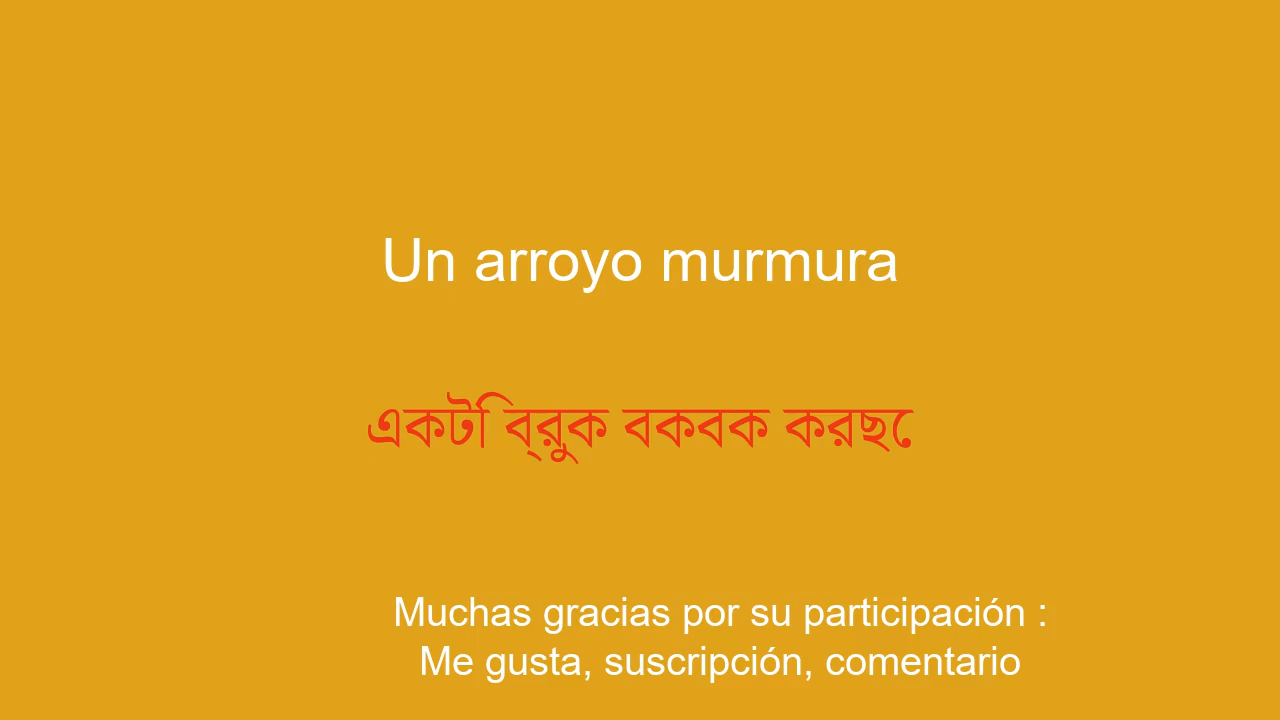 Un arroyo murmura
একটি ব্রুক বকবক করছে
Muchas gracias por su participación :
Me gusta, suscripción, comentario